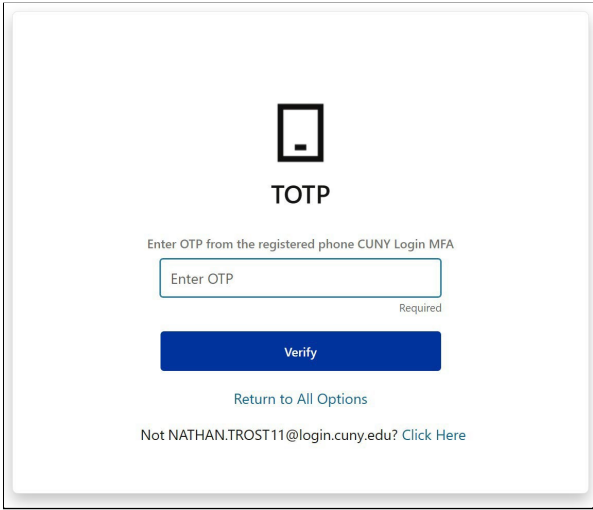 TOTP
Enter OTP from the registered phone CUNY Login MFA
Enter OTP
Required
Verify
Return to All Options
Not NATHAN.TROST11@login.cuny.edu? Click Here